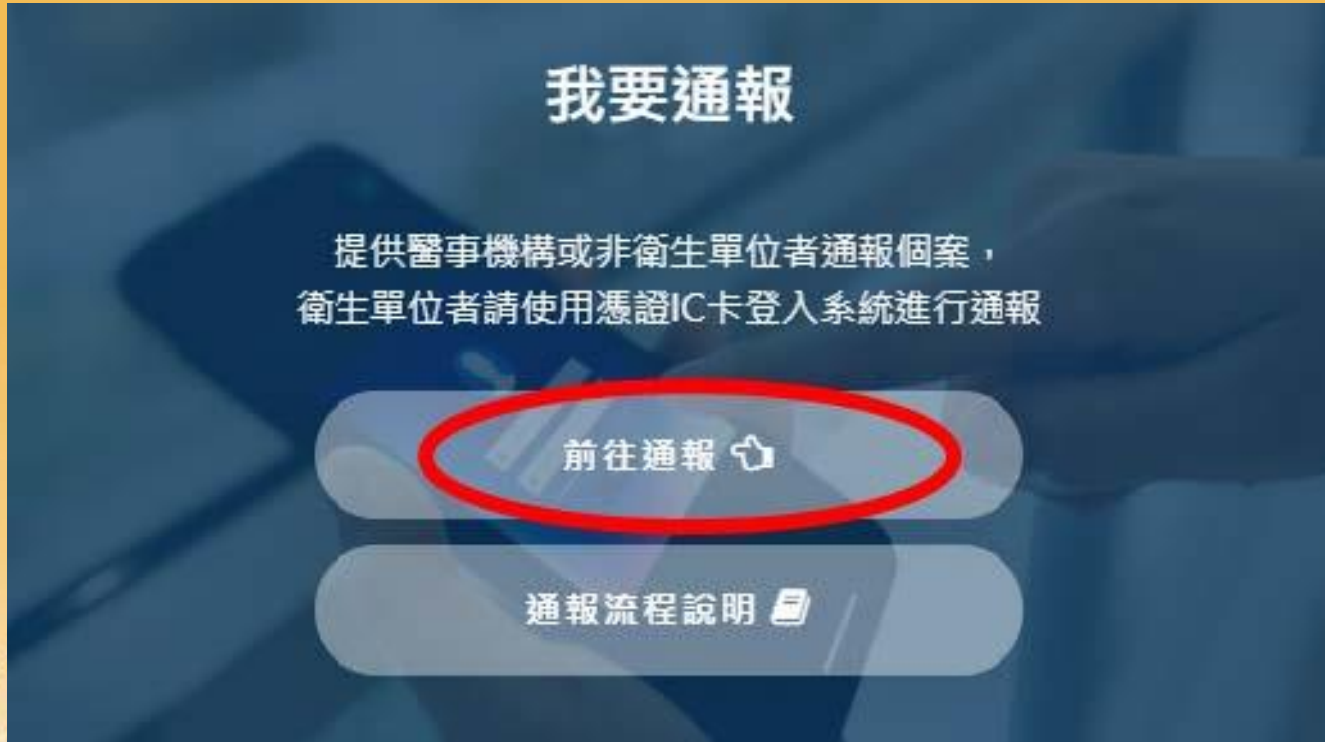 我要通報
提供醫事機構或非衛生單位者通報個案，
衛生單位者請使用憑證IC卡登入系統進行通報
前往通報
通報流程說明